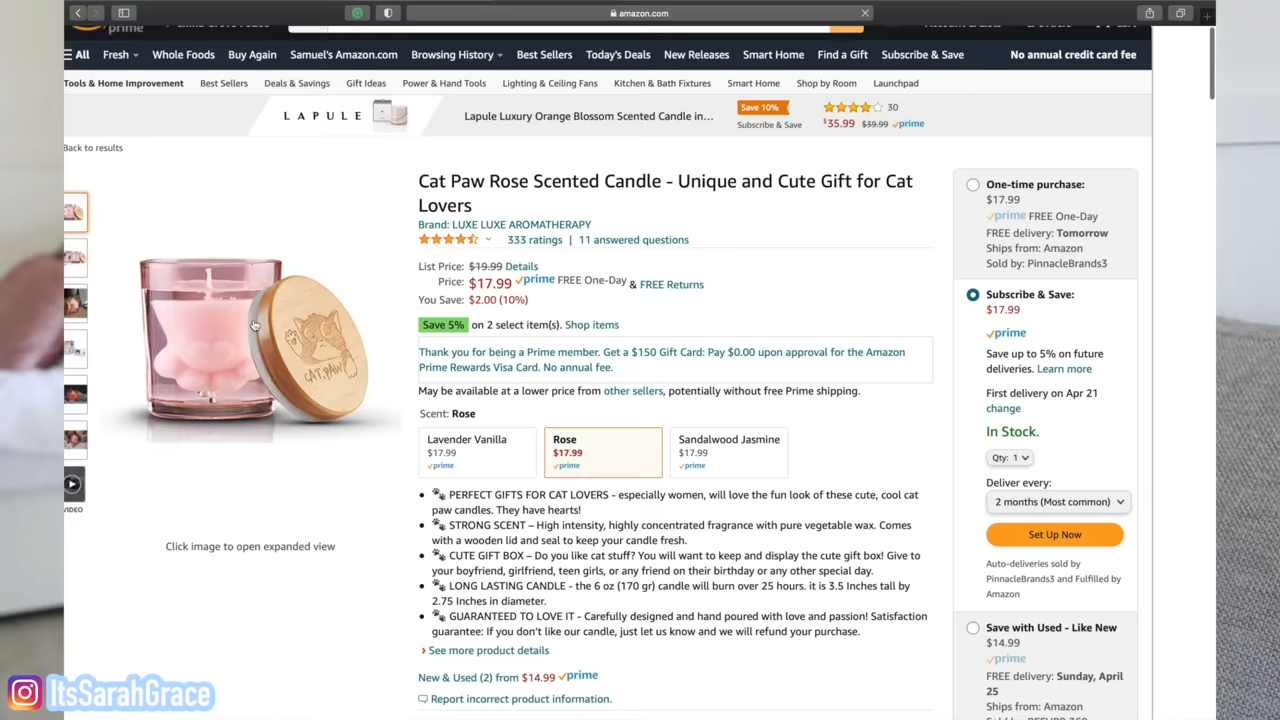 amazon.com
prime
All Fresh Whole Foods Buy Again Samuel's Amazon.com Browsing History Best Sellers Today's Deals New Releases Smart Home Find a Gift Subscribe & Save No annual credit card fee
Tools & Home Improvement Best Sellers Deals & Savings Gift Ideas Power & Hand Tools Lighting & Ceiling Fans Kitchen & Bath Fixtures Smart Home Shop by Room Launchpad
LAPULE Lapule Luxury Orange Blossom Scented Candle in... Save 10% Subscribe & Save 30 $35.99 $39.99 prime
Back to results
Cat Paw Rose Scented Candle - Unique and Cute Gift for Cat
Lovers
Brand: LUXE LUXE AROMATHERAPY
333 ratings | 11 answered questions
List Price: $19.99 Details
Price: $17.99 prime FREE One-Day & FREE Returns
You Save: $2.00 (10%)
Save 5% on 2 select item(s). Shop items
Thank you for being a Prime member. Get a $150 Gift Card: Pay $0.00 upon approval for the Amazon
Prime Rewards Visa Card. No annual fee.
May be available at a lower price from other sellers, potentially without free Prime shipping.
Scent: Rose
Lavender Vanilla
$17.99
prime
Rose
$17.99
prime
Sandalwood Jasmine
$17.99
prime
PERFECT GIFTS FOR CAT LOVERS - especially women, will love the fun look of these cute, cool cat
paw candles. They have hearts!
STRONG SCENT – High intensity, highly concentrated fragrance with pure vegetable wax. Comes
with a wooden lid and seal to keep your candle fresh.
CUTE GIFT BOX – Do you like cat stuff? You will want to keep and display the cute gift box! Give to
your boyfriend, girlfriend, teen girls, or any friend on their birthday or any other special day.
LONG LASTING CANDLE - the 6 oz (170 gr) candle will burn over 25 hours. it is 3.5 Inches tall by
2.75 Inches in diameter.
GUARANTEED TO LOVE IT - Carefully designed and hand poured with love and passion! Satisfaction
guarantee: If you don't like our candle, just let us know and we will refund your purchase.
› See more product details
New & Used (2) from $14.99 prime
Report incorrect product information.
CAT.PAW
VIDEO
Click image to open expanded view
One-time purchase:
$17.99
prime FREE One-Day
FREE delivery: Tomorrow
Ships from: Amazon
Sold by: PinnacleBrands3
Subscribe & Save:
$17.99
prime
Save up to 5% on future
deliveries. Learn more
First delivery on Apr 21
change
In Stock.
Qty: 1
Deliver every:
2 months (Most common)
Set Up Now
Auto-deliveries sold by
PinnacleBrands3 and Fulfilled by
Amazon
Save with Used - Like New
$14.99
prime
FREE delivery: Sunday, April
25
Ships from: Amazon
ItsSarahGrace